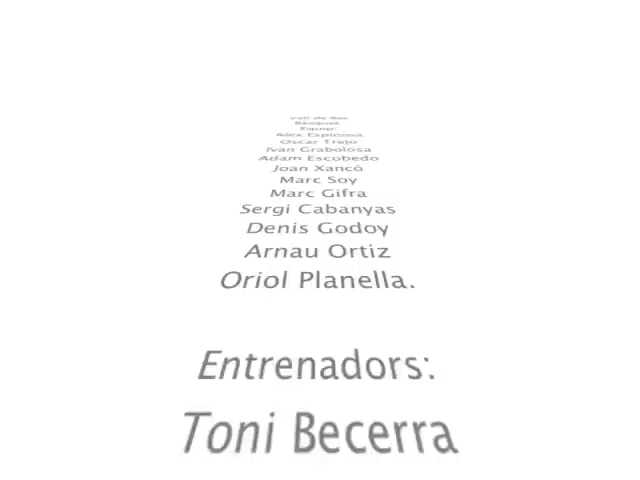 Vall de Bas
Bàsquet
Equip:
Alex Espinosa
Oscar Trejo
Ivan Grabolosa
Adam Escobedo
Joan Xancó
Marc Soy
Marc Gifra
Sergi Cabanyas
Denis Godoy
Arnau Ortiz
Oriol Planella.
Entrenadors:
Toni Becerra